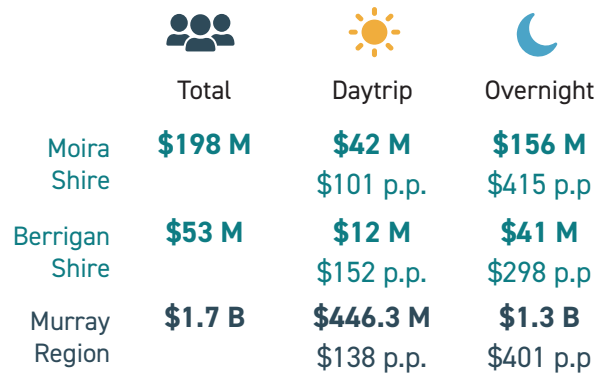 Total Daytrip Overnight
Moira Shire $198 M $42 M $156 M
$101 p.p. $415 p.p
Berrigan Shire $53 M $12 M $41 M
$152 p.p. $298 p.p
Murray Region $1.7 B $446.3 M $1.3 B
$138 p.p. $401 p.p